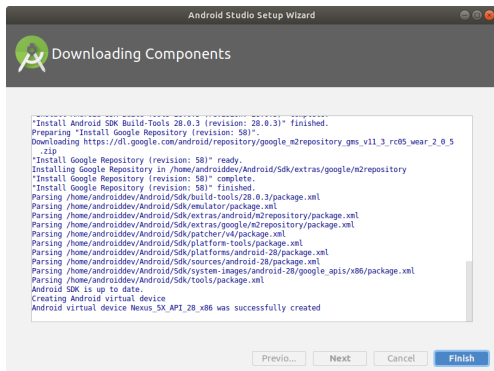 Android Studio Setup Wizard
Downloading Components
"Install Android SDK Build-Tools 28.0.3 (revision: 28.0.3)" finished.
Preparing "Install Google Repository (revision: 58)".
Downloading https://dl.google.com/android/repository/google_m2repository_gms_v11_3_rc05_wear_2_0_5
.zip
"Install Google Repository (revision: 58)" ready.
Installing Google Repository in /home/androiddev/Android/Sdk/extras/google/m2repository
"Install Google Repository (revision: 58)" complete.
"Install Google Repository (revision: 58)" finished.
Parsing /home/androiddev/Android/Sdk/build-tools/28.0.3/package.xml
Parsing /home/androiddev/Android/Sdk/emulator/package.xml
Parsing /home/androiddev/Android/Sdk/extras/android/m2repository/package.xml
Parsing /home/androiddev/Android/Sdk/extras/google/m2repository/package.xml
Parsing /home/androiddev/Android/Sdk/patcher/v4/package.xml
Parsing /home/androiddev/Android/Sdk/platform-tools/package.xml
Parsing /home/androiddev/Android/Sdk/platforms/android-28/package.xml
Parsing /home/androiddev/Android/Sdk/sources/android-28/package.xml
Parsing /home/androiddev/Android/Sdk/system-images/android-28/google_apis/x86/package.xml
Parsing /home/androiddev/Android/Sdk/tools/package.xml
Android SDK is up to date.
Creating Android virtual device
Android virtual device Nexus_5X_API_28_x86 was successfully created
Previo...
Next
Cancel
Finish